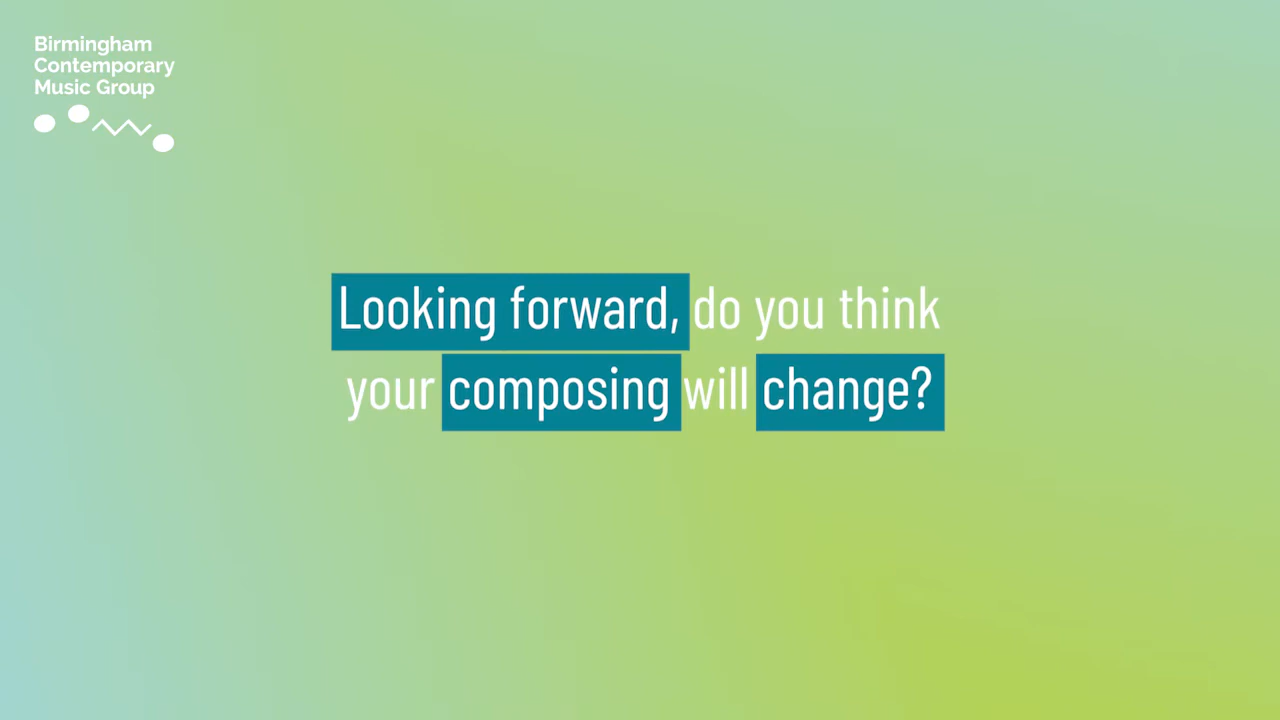 Birmingham
Contemporary
Music Group
Looking forward, do you think
your composing will change?